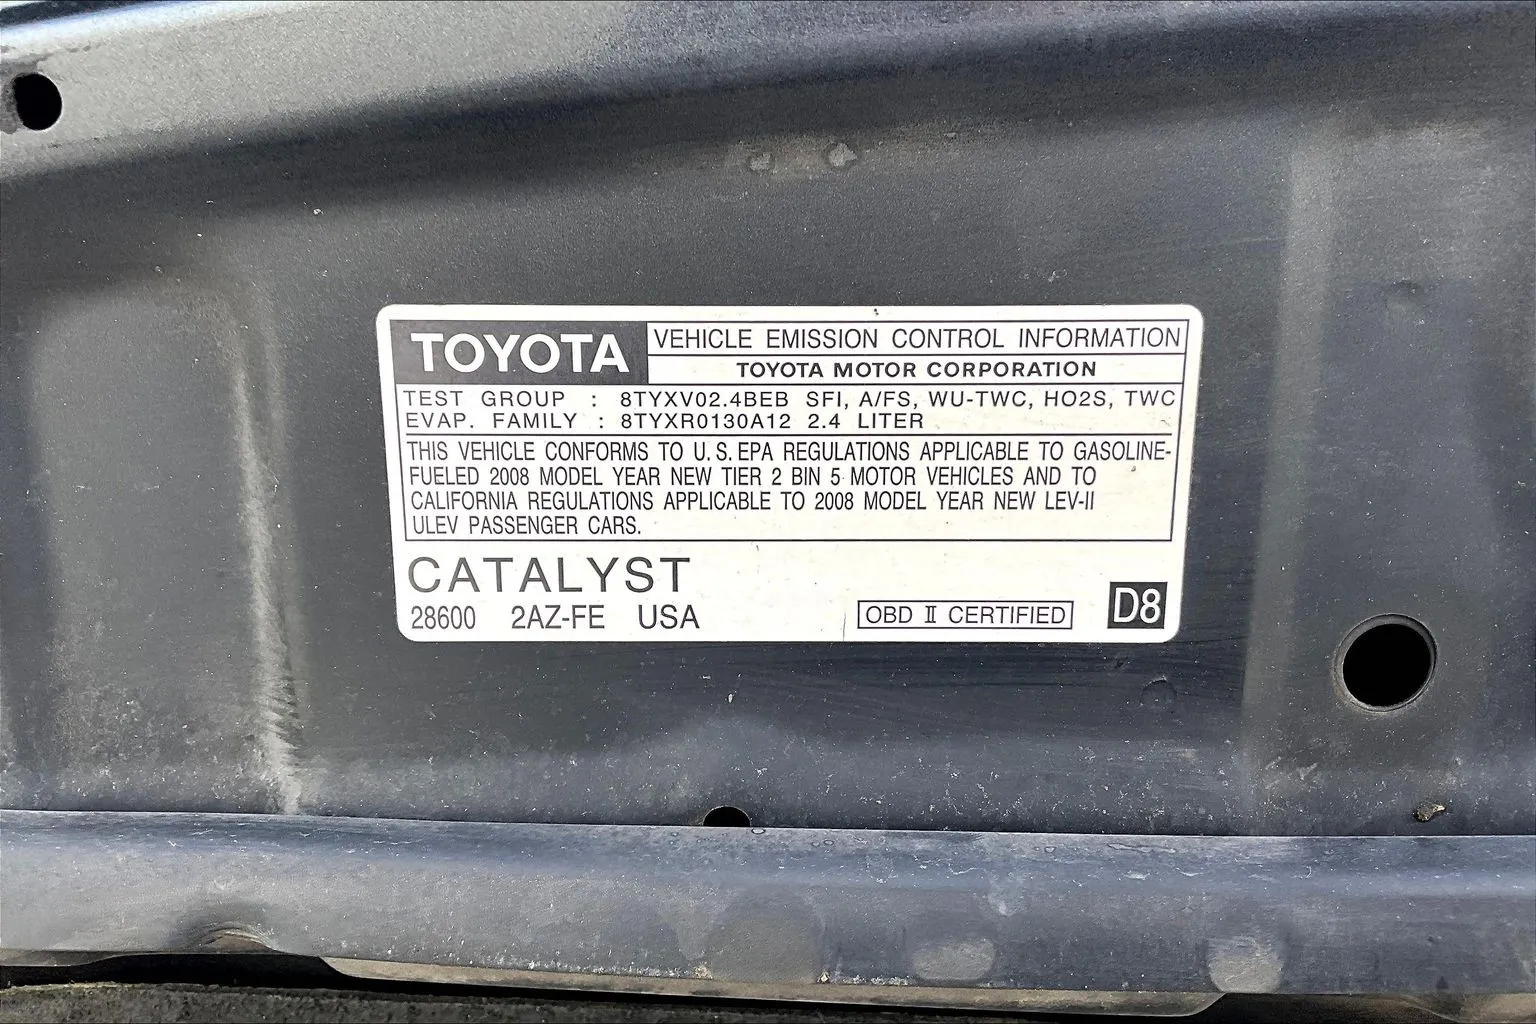 TOYOTA VEHICLE EMISSION CONTROL INFORMATION
TOYOTA MOTOR CORPORATION
TEST GROUP : 8TYXV02.4BEB SFI, A/FS, WU-TWC, HO2S, TWC
EVAP. FAMILY : 8TYXR0130A12 2.4 LITER
THIS VEHICLE CONFORMS TO U.S. EPA REGULATIONS APPLICABLE TO GASOLINE-
FUELED 2008 MODEL YEAR NEW TIER 2 BIN 5 MOTOR VEHICLES AND TO
CALIFORNIA REGULATIONS APPLICABLE TO 2008 MODEL YEAR NEW LEV-II
ULEV PASSENGER CARS.
CATALYST
28600 2AZ-FE USA OBD Ⅱ CERTIFIED D8